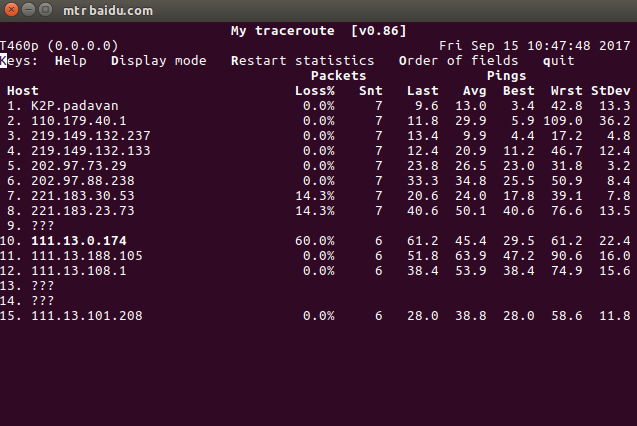 mtr baidu.com
My traceroute [v0.86]
T460p (0.0.0.0) Fri Sep 15 10:47:48 2017
Keys: Help Display mode Restart statistics Order of fields quit
Packets Pings
Host Loss% Snt Last Avg Best Wrst StDev
1. K2P.padavan 0.0% 7 9.6 13.0 3.4 42.8 13.3
2. 110.179.40.1 0.0% 7 11.8 29.9 5.9 109.0 36.2
3. 219.149.132.237 0.0% 7 13.4 9.9 4.4 17.2 4.8
4. 219.149.132.133 0.0% 7 12.4 20.9 11.2 46.7 12.4
5. 202.97.73.29 0.0% 7 23.8 26.5 23.0 31.8 3.2
6. 202.97.88.238 0.0% 7 33.3 34.8 25.5 50.9 8.4
7. 221.183.30.53 14.3% 7 20.6 24.0 17.8 39.1 7.8
8. 221.183.23.73 14.3% 7 40.6 50.1 40.6 76.6 13.5
9. ???
10. 111.13.0.174 60.0% 6 61.2 45.4 29.5 61.2 22.4
11. 111.13.188.105 0.0% 6 51.8 63.9 47.2 90.6 16.0
12. 111.13.108.1 0.0% 6 38.4 53.9 38.4 74.9 15.6
13. ???
14. ???
15. 111.13.101.208 0.0% 6 28.0 38.8 28.0 58.6 11.8